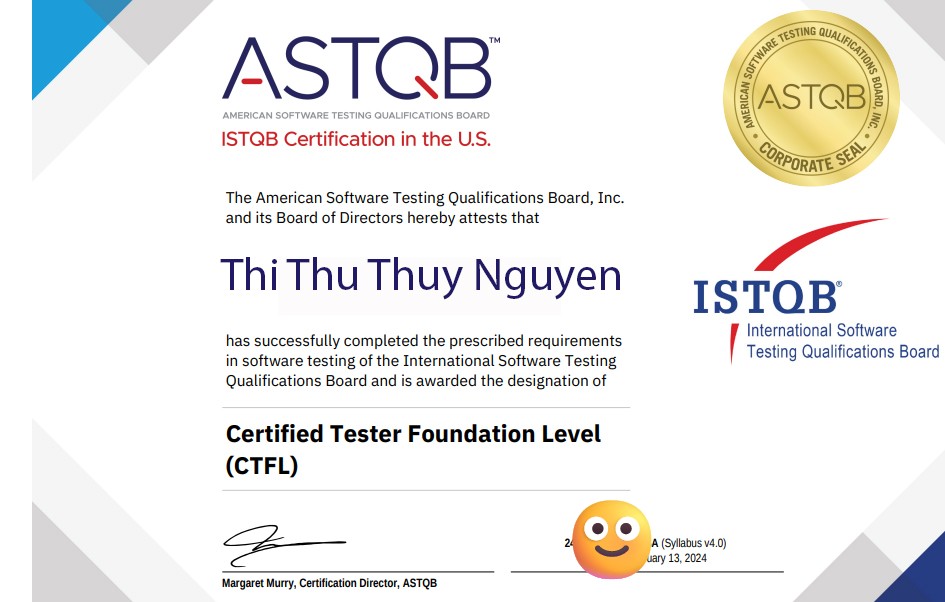 ASTQB™
AMERICAN SOFTWARE TESTING QUALIFICATIONS BOARD
ISTQB Certification in the U.S.
AMERICAN SOFTWARE TESTING QUALIFICATIONS BOARD, INC.
ASTQB
CORPORATE SEAL
The American Software Testing Qualifications Board, Inc.
and its Board of Directors hereby attests that
Thi Thu Thuy Nguyen
ISTQB®
International Software
Testing Qualifications Board
has successfully completed the prescribed requirements
in software testing of the International Software Testing
Qualifications Board and is awarded the designation of
Certified Tester Foundation Level
(CTFL)
A (Syllabus v4.0)
13, 2024
Margaret Murry, Certification Director, ASTQB